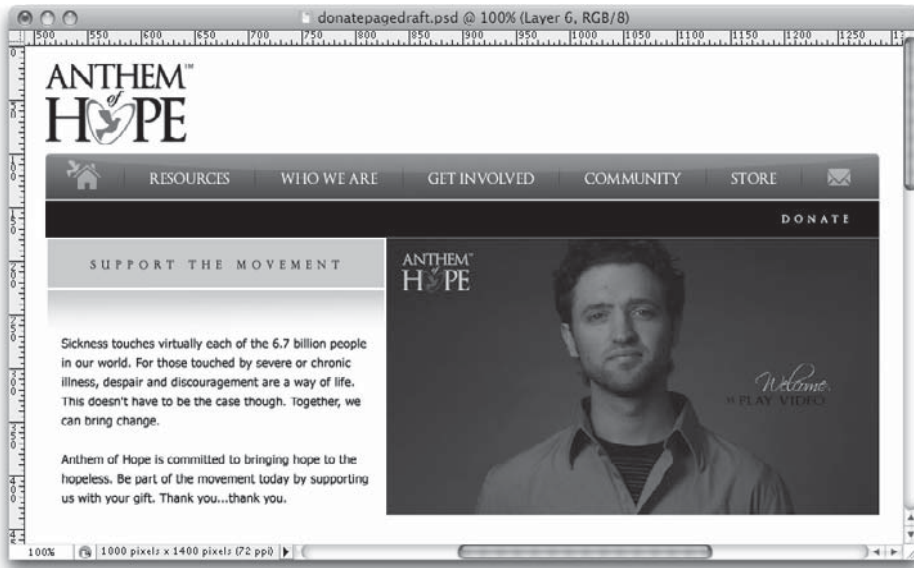 donatepagedraft.psd @ 100% (Layer 6, RGB/8)
500 550 600 650 700 750 800 850 900 950 1000 1050 1100 1150 1200 1250
ANTHEM™
of
HOPE
RESOURCES WHO WE ARE GET INVOLVED COMMUNITY STORE
DONATE
SUPPORT THE MOVEMENT
ANTHEM™
HOPE
Sickness touches virtually each of the 6.7 billion people
in our world. For those touched by severe or chronic
illness, despair and discouragement are a way of life.
This doesn't have to be the case though. Together, we
can bring change.
Welcome.
» PLAY VIDEO
Anthem of Hope is committed to bringing hope to the
hopeless. Be part of the movement today by supporting
us with your gift. Thank you...thank you.
100% 1000 pixels x 1400 pixels (72 ppi)